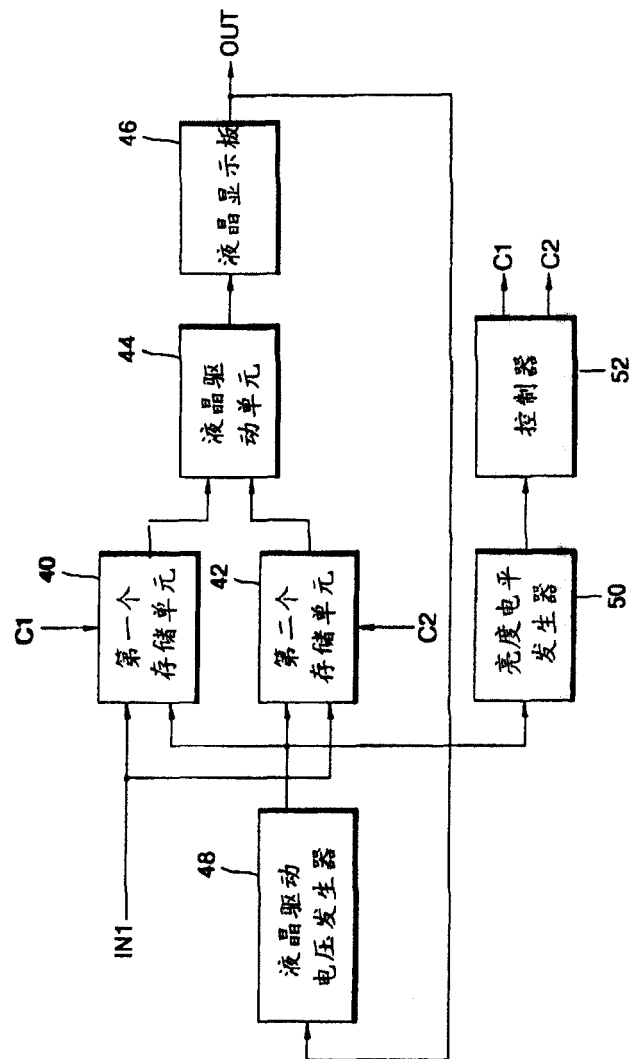 C1
40
第一个
存储单元
42
第二个
存储单元
C2
44
液晶驱
动单元
46
液晶显示板
OUT
IN1
48
液晶驱动
电压发生器
亮度电平
发生器
50
控制器
52
C1
C2